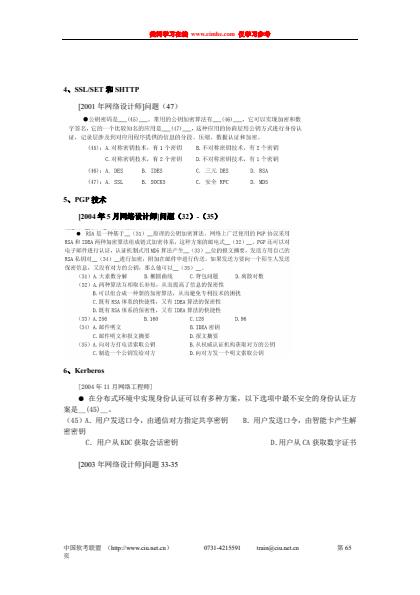 美河学习在线 www.eimhe.com 仅学习参考
4、SSL/SET 和 SHTTP
[2001 年网络设计师]问题（47）
●公钥密码是__(45)__。常用的公钥加密算法有__(46)__，它可以实现加密和数
字签名，它的一个比较知名的应用是__(47)__，这种应用的协商层用公钥方式进行身份认
证，记录层涉及到对应用程序提供的信息的分段、压缩、数据认证和加密。
(45)：A.对称密钥技术，有 1 个密钥 B.不对称密钥技术，有 2 个密钥
C.对称密钥技术，有 2 个密钥 D.不对称密钥技术，有 1 个密钥
(46)：A. DES B. IDES C. 三元 DES D. RSA
(47)：A. SSL B. SOCK5 C. 安全 RPC D. MD5
5、PGP 技术
[2004 年 5 月网络设计师]问题（32）-（35）
● RSA 是一种基于__(31)__原理的公钥加密算法。网络上广泛使用的 PGP 协议采用
RSA 和 IDEA 两种加密算法组成链式加密体系，这种方案的优点是__(32)__。PGP 还可以对
电子邮件进行认证，认证机制是用 MD5 算法产生__(33)__位的报文摘要，发送方用自己的
RSA 私钥对__(34)__进行加密，附加在邮件中进行传送。如果发送方要向一个陌生人发送
保密信息，又没有对方的公钥，那么他可以__(35)__。
(31)A.大素数分解 B.椭圆曲线 C.背包问题 D.离散对数
(32)A.两种算法互相取长补短，从而提高了信息的保密性
B.可以组合成一种新的加密算法，从而避免专利技术的困扰
C.既有 RSA 体系的快捷性，又有 IDEA 算法的保密性
D.既有 RSA 体系的保密性，又有 IDEA 算法的快捷性
(33)A.256 B.160 C.128 D.96
(34)A.邮件明文 B.IDEA 密钥
C.邮件明文和报文摘要 D.报文摘要
(35)A.向对方打电话索取公钥 B.从权威认证机构获取对方的公钥
C.制造一个公钥发给对方 D.向对方发一个明文索取公钥
6、Kerberos
[2004 年 11 月网络工程师]
● 在分布式环境中实现身份认证可以有多种方案，以下选项中最不安全的身份认证方
案是__(45)__。
（45）A．用户发送口令，由通信对方指定共享密钥 B．用户发送口令，由智能卡产生解
密密钥
C．用户从 KDC 获取会话密钥 D．用户从 CA 获取数字证书
[2003 年网络设计师]问题 33-35
中国软考联盟 （http://www.ciu.net.cn） 0731-4215591 train@ciu.net.cn 第 65
页